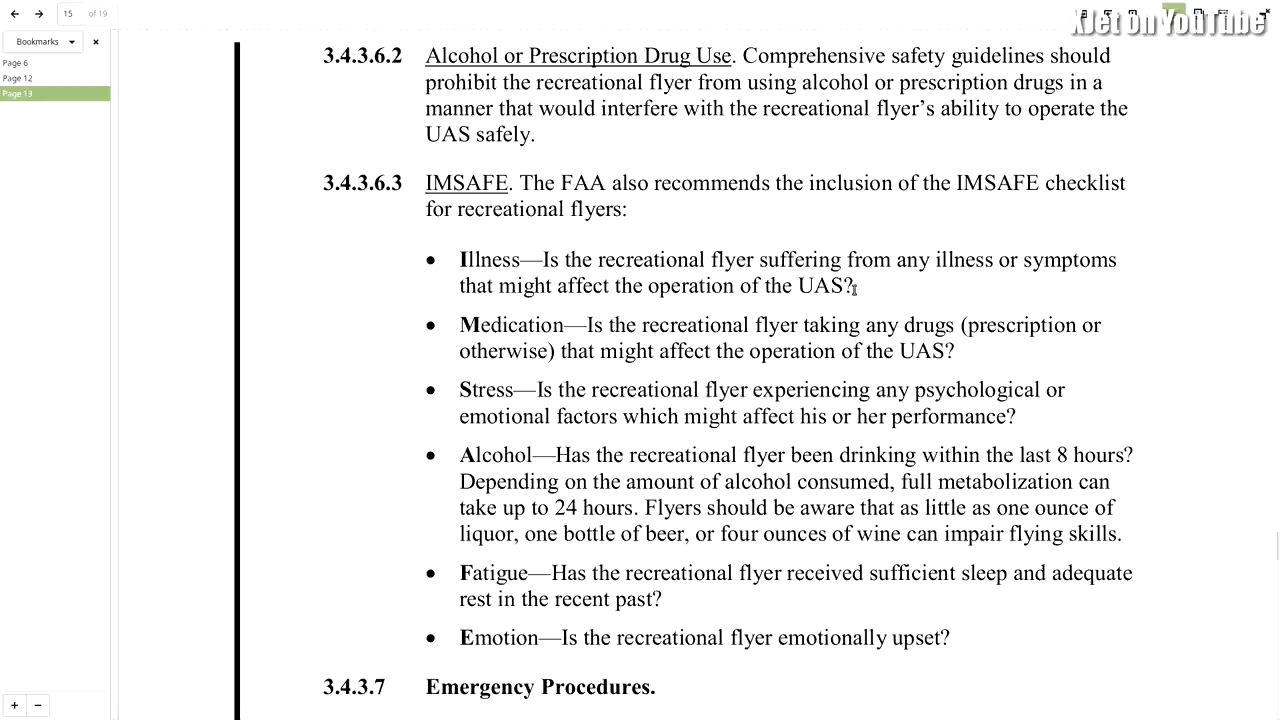 15 of 19
XJet on YouTube
Bookmarks
Page 6
Page 12
Page 13
3.4.3.6.2 Alcohol or Prescription Drug Use. Comprehensive safety guidelines should
prohibit the recreational flyer from using alcohol or prescription drugs in a
manner that would interfere with the recreational flyer’s ability to operate the
UAS safely.
3.4.3.6.3 IMSAFE. The FAA also recommends the inclusion of the IMSAFE checklist
for recreational flyers:
• Illness—Is the recreational flyer suffering from any illness or symptoms
that might affect the operation of the UAS?
• Medication—Is the recreational flyer taking any drugs (prescription or
otherwise) that might affect the operation of the UAS?
• Stress—Is the recreational flyer experiencing any psychological or
emotional factors which might affect his or her performance?
• Alcohol—Has the recreational flyer been drinking within the last 8 hours?
Depending on the amount of alcohol consumed, full metabolization can
take up to 24 hours. Flyers should be aware that as little as one ounce of
liquor, one bottle of beer, or four ounces of wine can impair flying skills.
• Fatigue—Has the recreational flyer received sufficient sleep and adequate
rest in the recent past?
• Emotion—Is the recreational flyer emotionally upset?
3.4.3.7 Emergency Procedures.